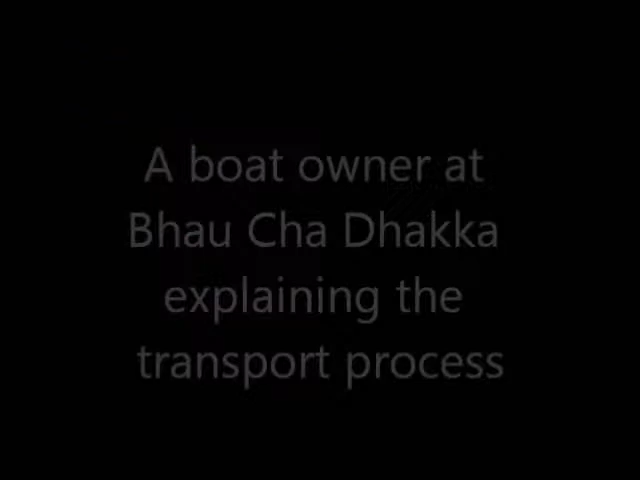 A boat owner at
Bhau Cha Dhakka
explaining the
transport process